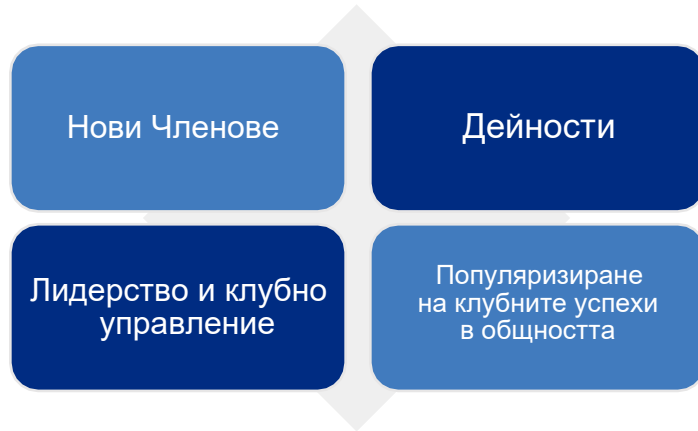 Нови Членове
Дейности
Лидерство и клубно
управление
Популяризиране
на клубните успехи
в общността